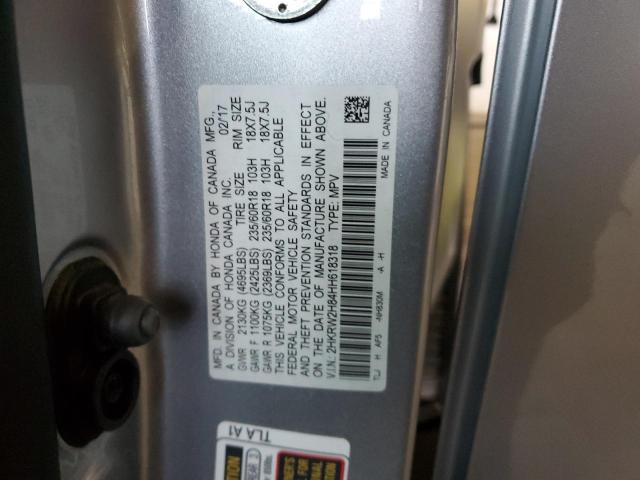 MFD. IN CANADA BY HONDA OF CANADA MFG.,
A DIVISION OF HONDA CANADA INC. 02/17
TIRE SIZE RIM SIZE
GVWR 2130KG (4695LBS)
GAWR F 1100KG (2425LBS) 235/60R18 103H 18X7.5J
GAWR R 1075KG (2369LBS) 235/60R18 103H 18X7.5J
THIS VEHICLE CONFORMS TO ALL APPLICABLE
FEDERAL MOTOR VEHICLE SAFETY
AND THEFT PREVENTION STANDARDS IN EFFECT
ON THE DATE OF MANUFACTURE SHOWN ABOVE.
V.I.N.: 2HKRW2H84HH618318 TYPE: MPV
TLJ H AF5 -NH830M -A -H
MADE IN CANADA
TLA A1